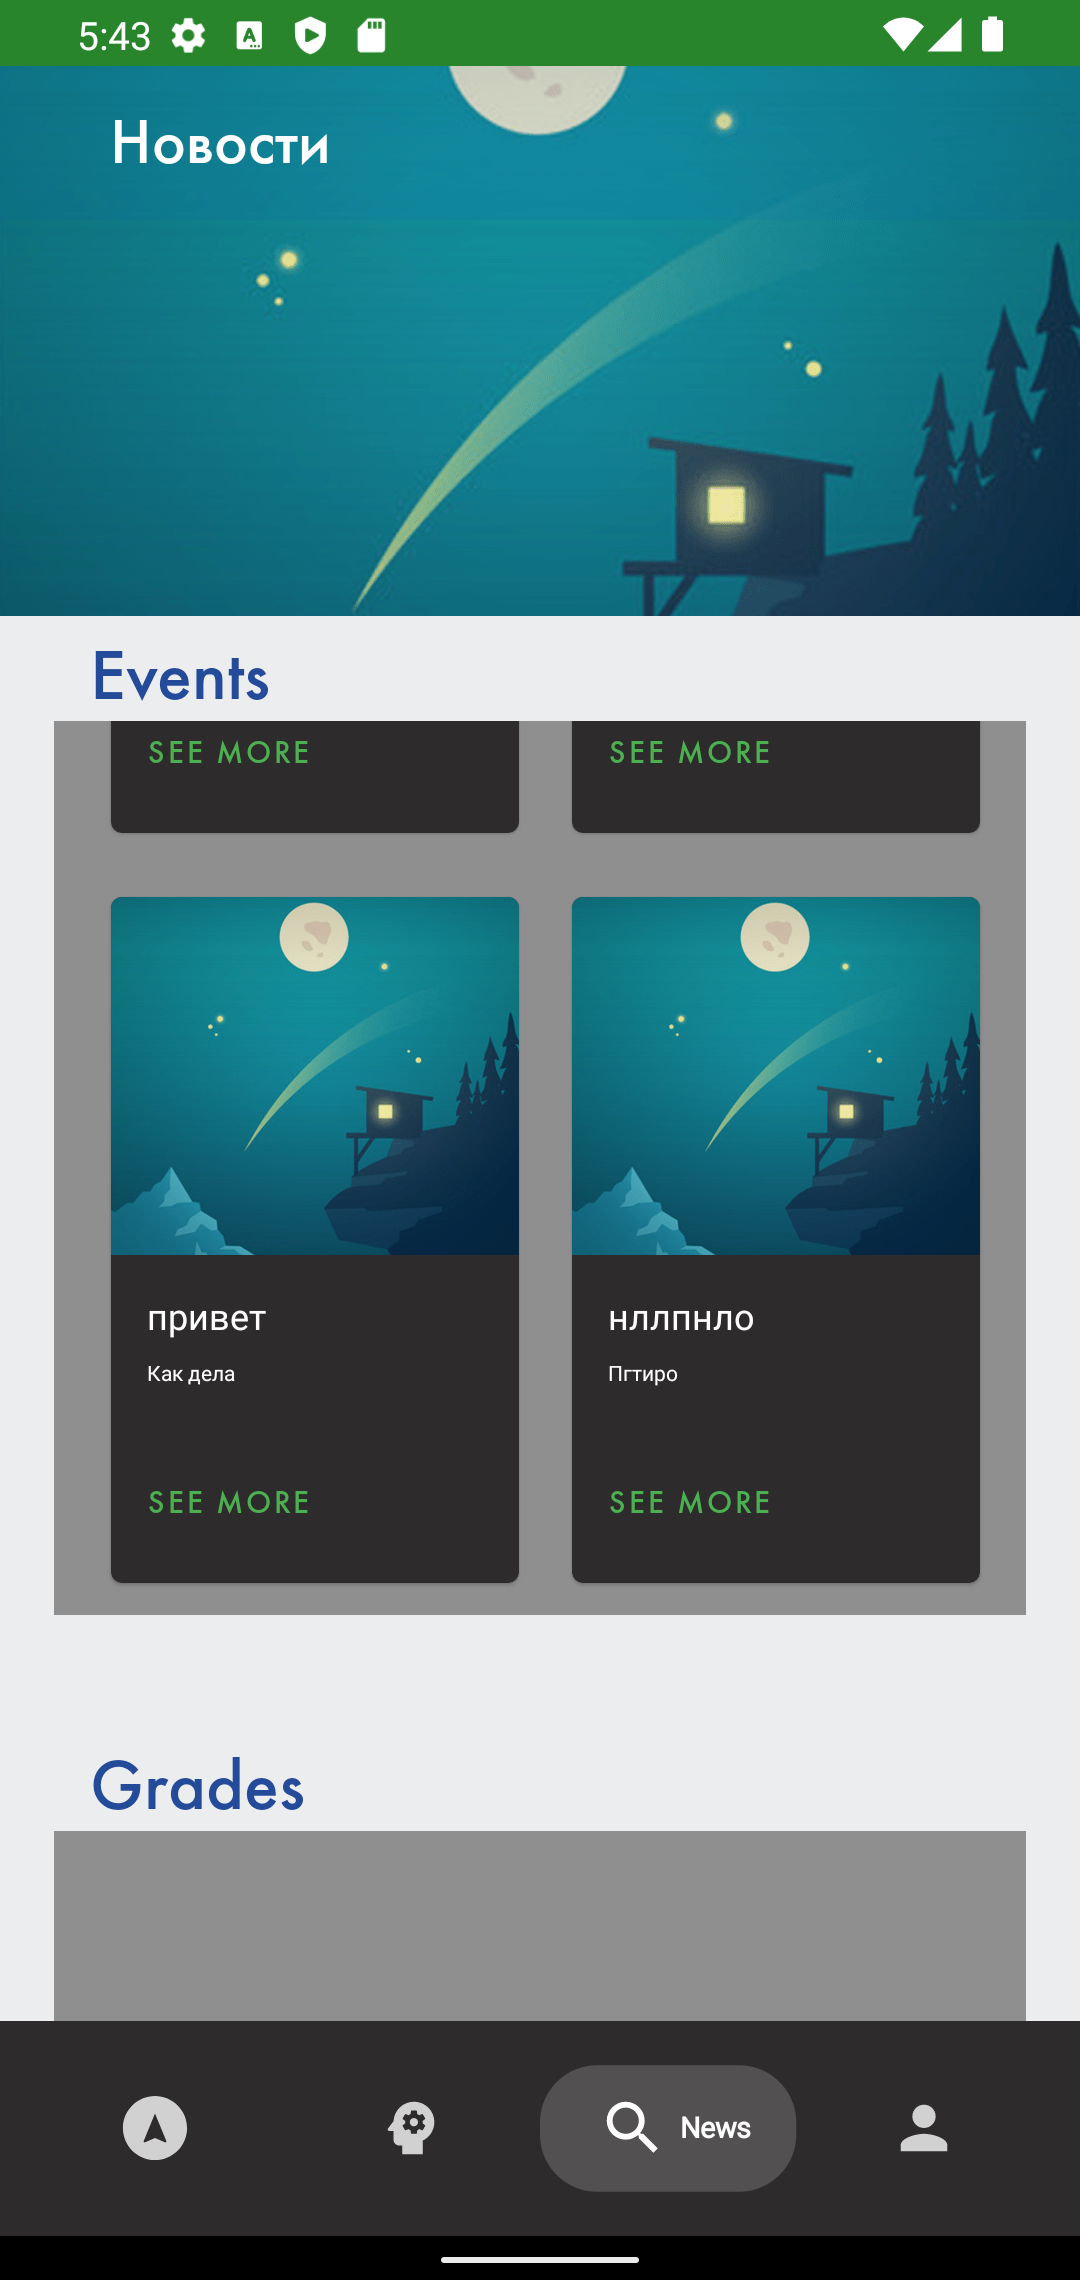 5:43
Новости
Events
SEE MORE SEE MORE
привет нллпнло
Как дела Пгтиро
SEE MORE SEE MORE
Grades
News